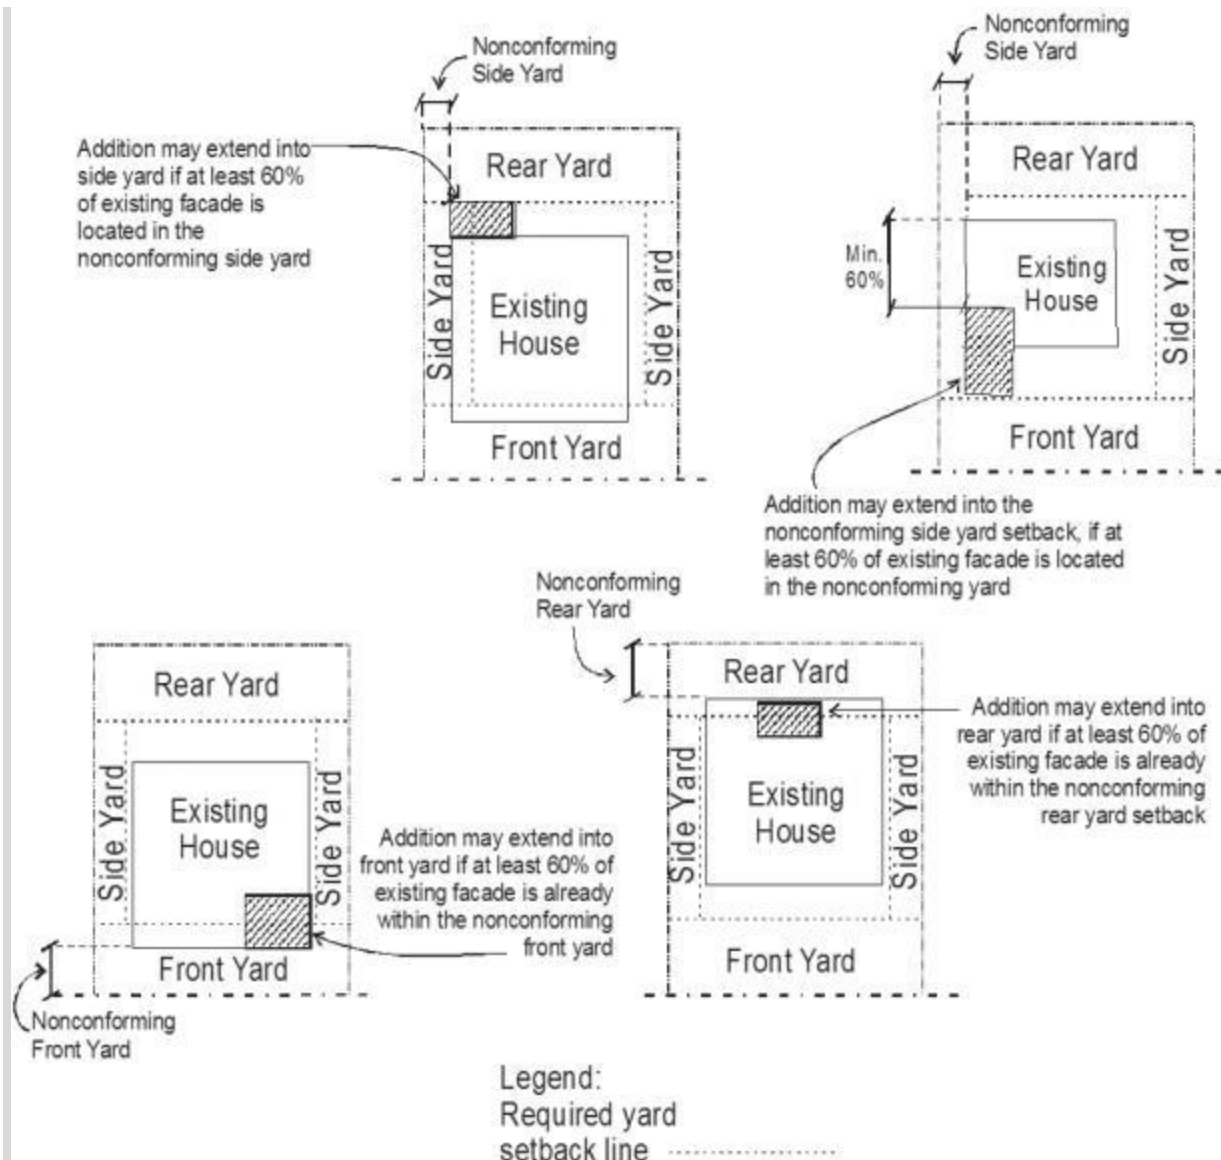 Nonconforming
Side Yard
Addition may extend into
side yard if at least 60%
of existing facade is
located in the
nonconforming side yard
Rear Yard
Side Yard
Existing
House
Side Yard
Front Yard
Nonconforming
Side Yard
Rear Yard
Min.
60%
Existing
House
Side Yard
Front Yard
Addition may extend into the
nonconforming side yard setback, if at
least 60% of existing facade is located
in the nonconforming yard
Rear Yard
Side Yard
Existing
House
Side Yard
Addition may extend into
front yard if at least 60% of
existing facade is already
within the nonconforming
front yard
Front Yard
Nonconforming
Front Yard
Nonconforming
Rear Yard
Rear Yard
Addition may extend into
rear yard if at least 60% of
existing facade is already
within the nonconforming
rear yard setback
Side Yard
Existing
House
Side Yard
Front Yard
Legend:
Required yard
setback line